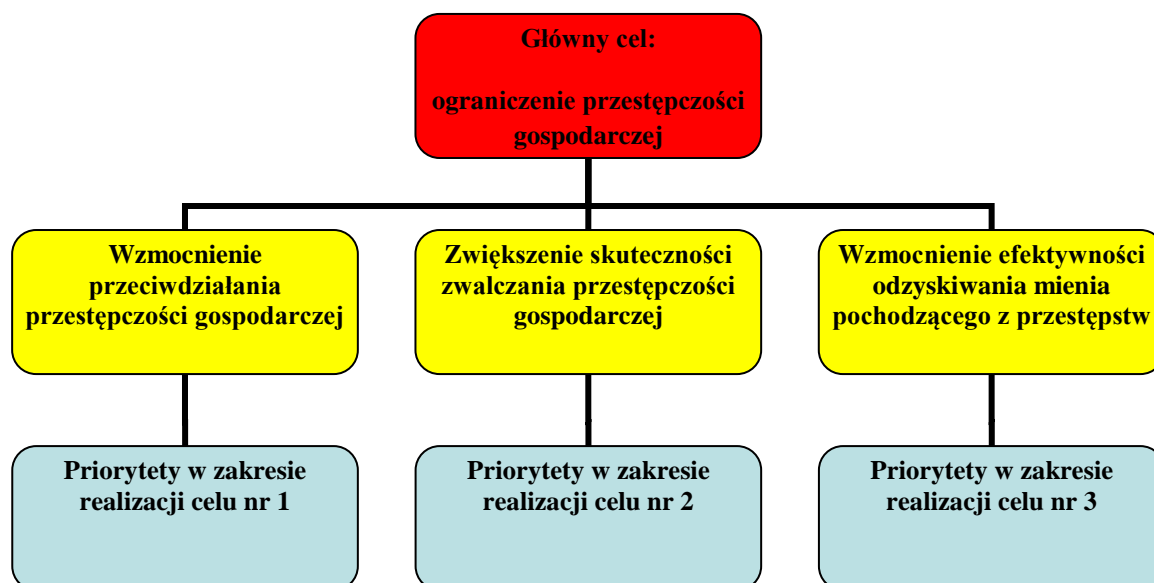 Główny cel:
ograniczenie przestępczości
gospodarczej
Wzmocnienie
przeciwdziałania
przestępczości gospodarczej
Zwiększenie skuteczności
zwalczania przestępczości
gospodarczej
Wzmocnienie efektywności
odzyskiwania mienia
pochodzącego z przestępstw
Priorytety w zakresie
realizacji celu nr 1
Priorytety w zakresie
realizacji celu nr 2
Priorytety w zakresie
realizacji celu nr 3